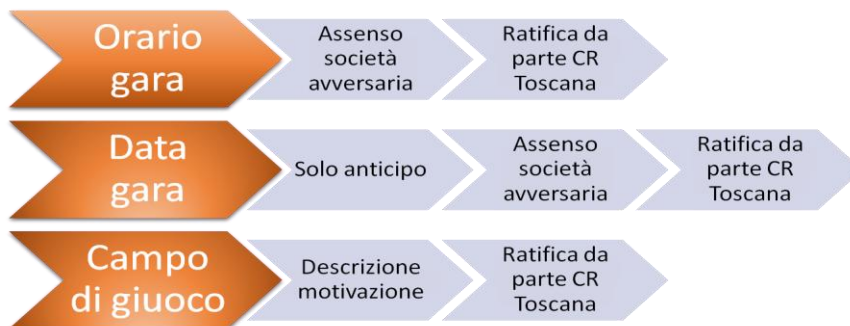 Orario
gara
Assenso
società
avversaria
Ratifica da
parte CR
Toscana
Data
gara
Solo anticipo
Assenso
società
avversaria
Ratifica da
parte CR
Toscana
Campo
di giuoco
Descrizione
motivazione
Ratifica da
parte CR
Toscana